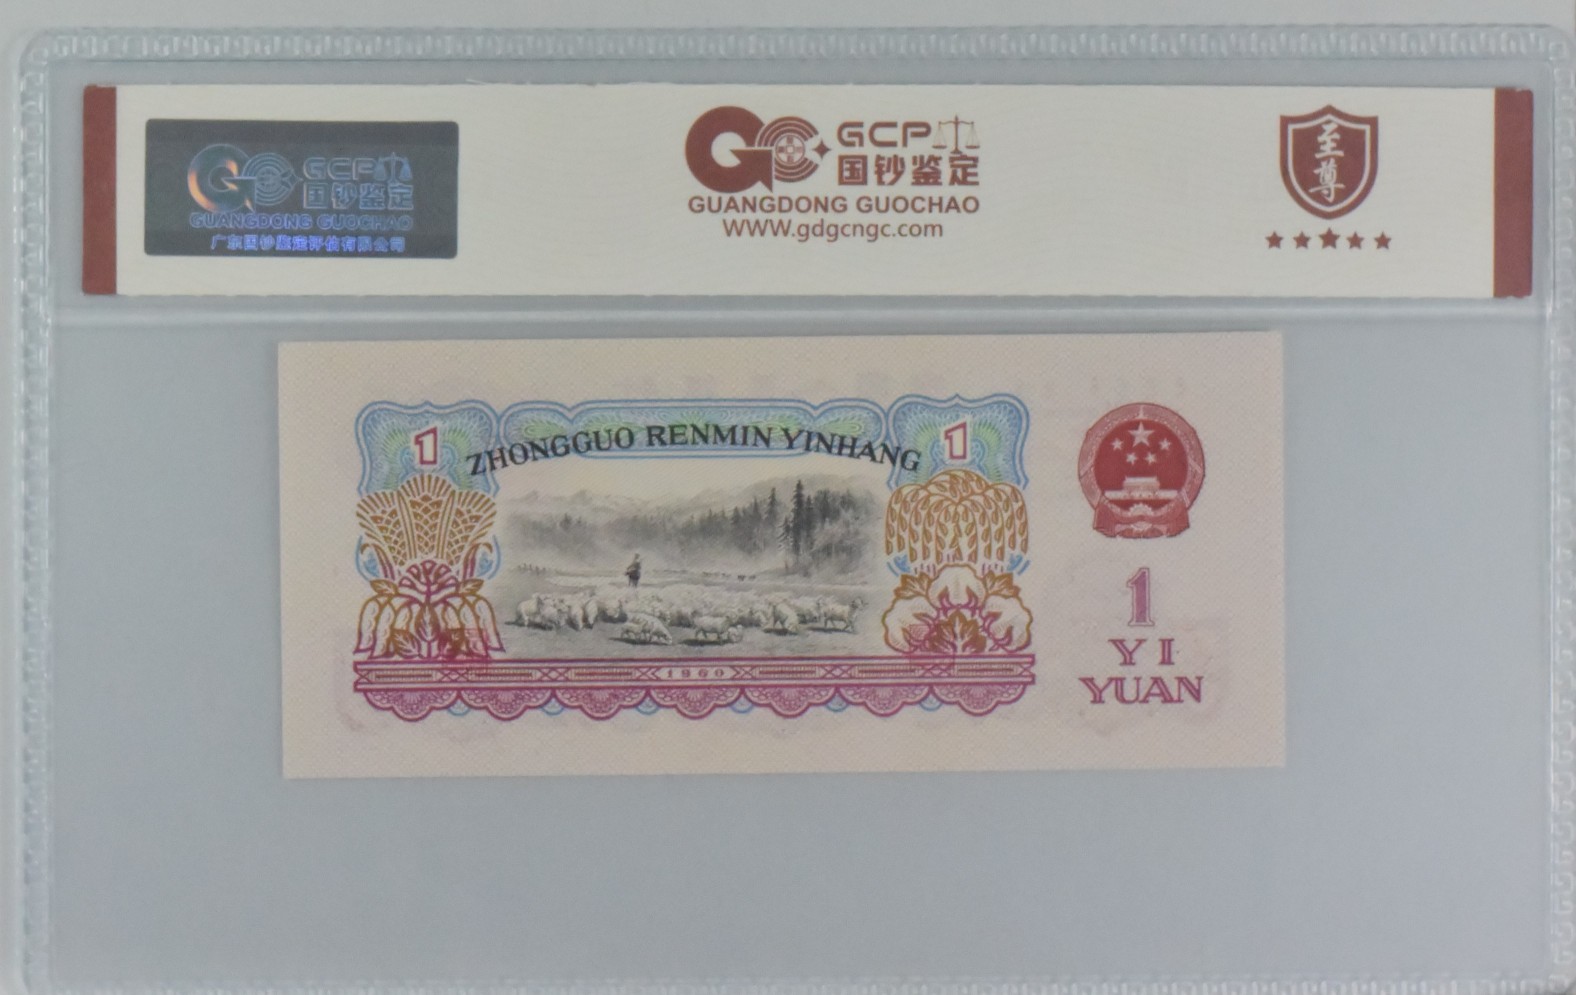 GCP
国钞鉴定
GUANGDONG GUOCHAO
广东国钞鉴定评估有限公司
GCP
国钞鉴定
GUANGDONG GUOCHAO
WWW.gdgcngc.com
至尊
1
ZHONGGUO RENMIN YINHANG
1
1960
1
YI
YUAN